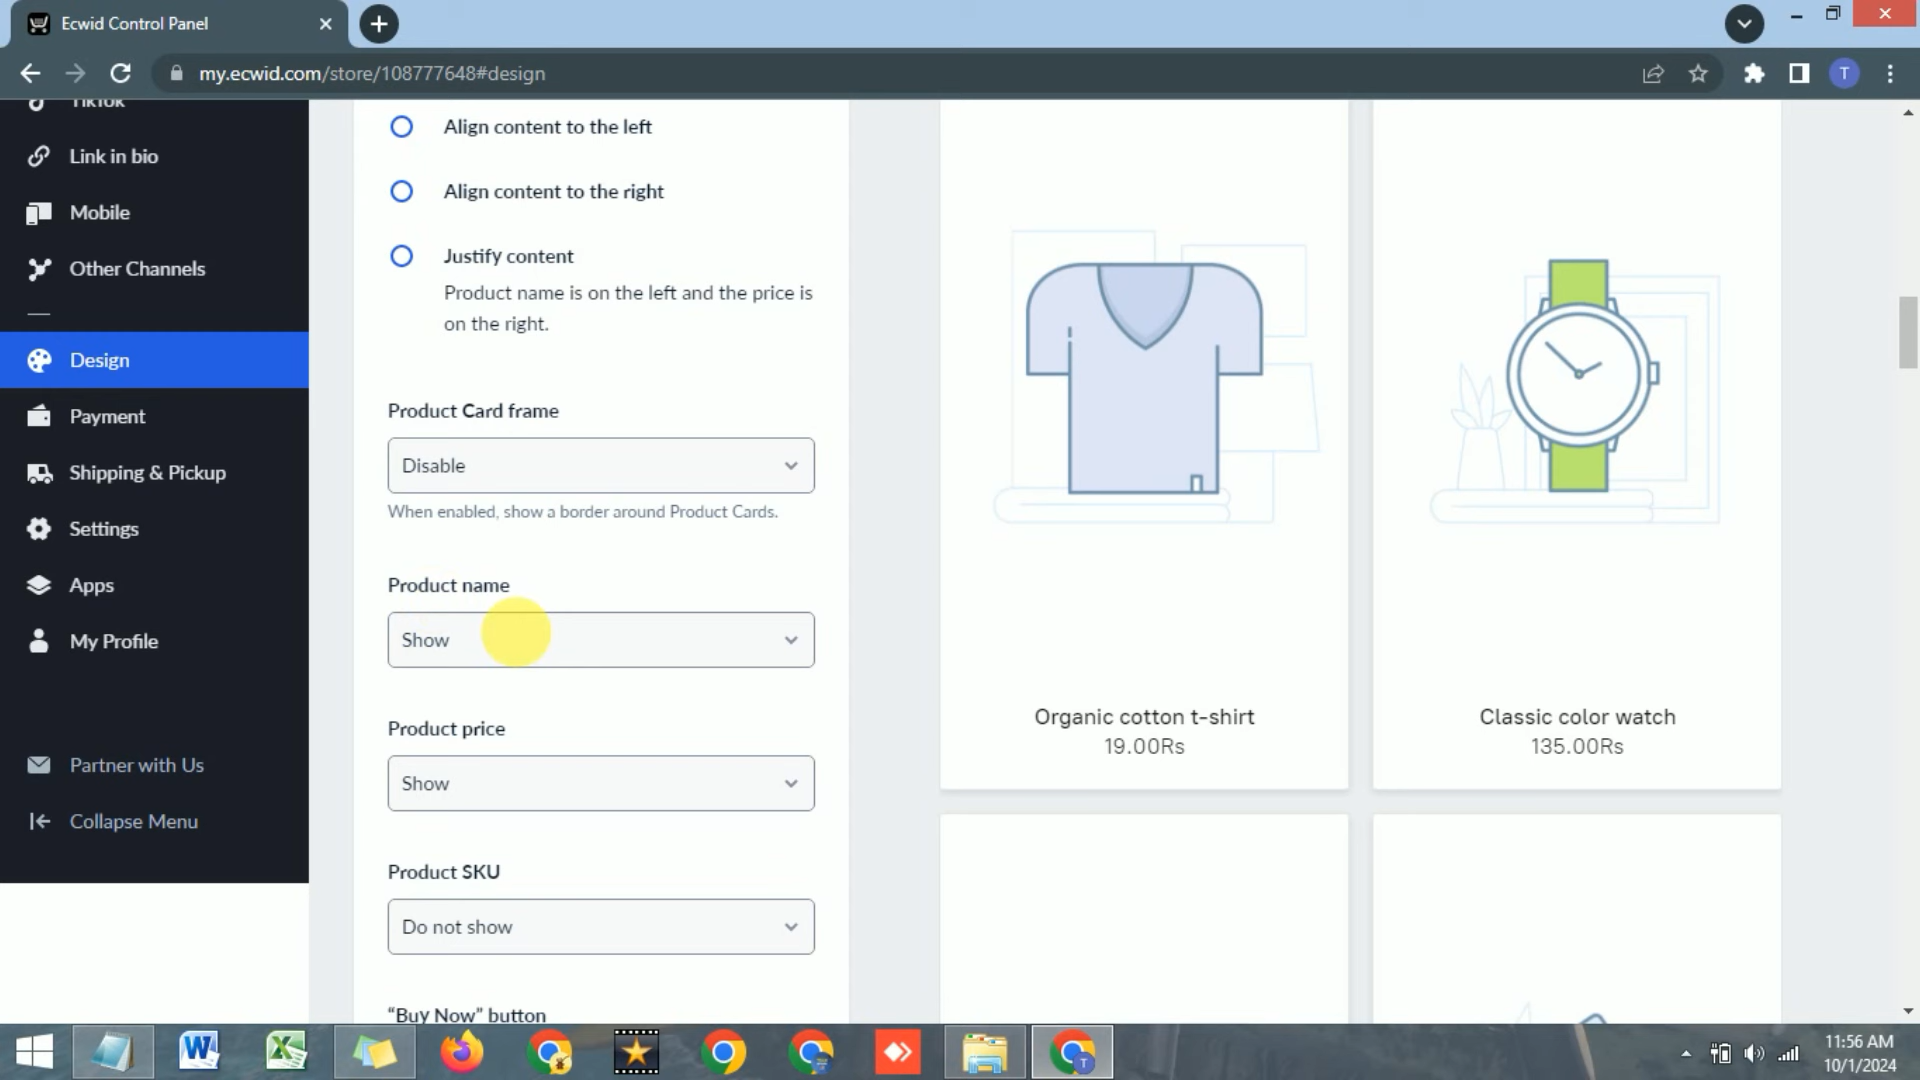 Ecwid Control Panel
my.ecwid.com/store/108777648#design
T
TikTok
Link in bio
Mobile
Other Channels
Design
Payment
Shipping & Pickup
Settings
Apps
My Profile
Partner with Us
Collapse Menu
Align content to the left
Align content to the right
Justify content
Product name is on the left and the price is
on the right.
Product Card frame
Disable
When enabled, show a border around Product Cards.
Product name
Show
Product price
Show
Product SKU
Do not show
“Buy Now” button
Organic cotton t-shirt
19.00Rs
Classic color watch
135.00Rs
11:56 AM
10/1/2024